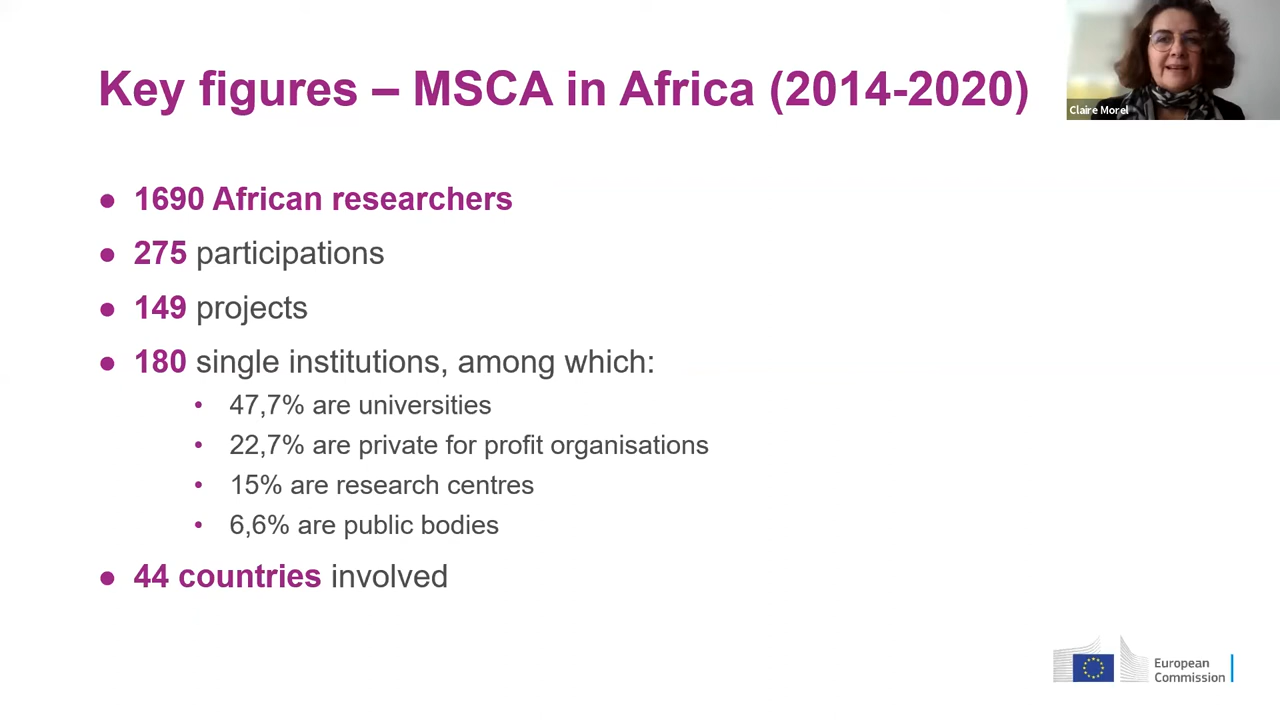 Key figures – MSCA in Africa (2014-2020)
Claire Morel
● 1690 African researchers
● 275 participations
● 149 projects
● 180 single institutions, among which:
• 47,7% are universities
• 22,7% are private for profit organisations
• 15% are research centres
• 6,6% are public bodies
● 44 countries involved
European
Commission